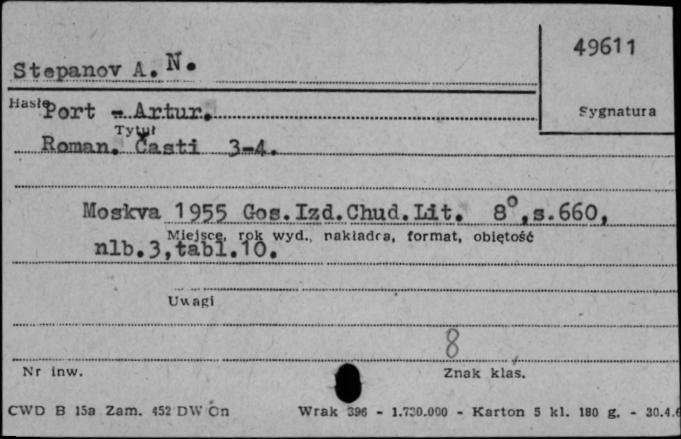 49611
Stepanov A. N.
Hasło
Port - Artur.
Sygnatura
Tytuł
Roman. Časti 3-4.
Moskva 1955 Gos.Izd.Chud.Lit. 8°,s.660,
Miejsce, rok wyd., nakładca, format, objętość
nlb.3,tabl.10.
Uwagi
8
Nr inw.
Znak klas.
CWD B 15a Zam. 452 DW Cn Wrak 396 - 1.720.000 - Karton 5 kl. 180 g. - 30.4.6